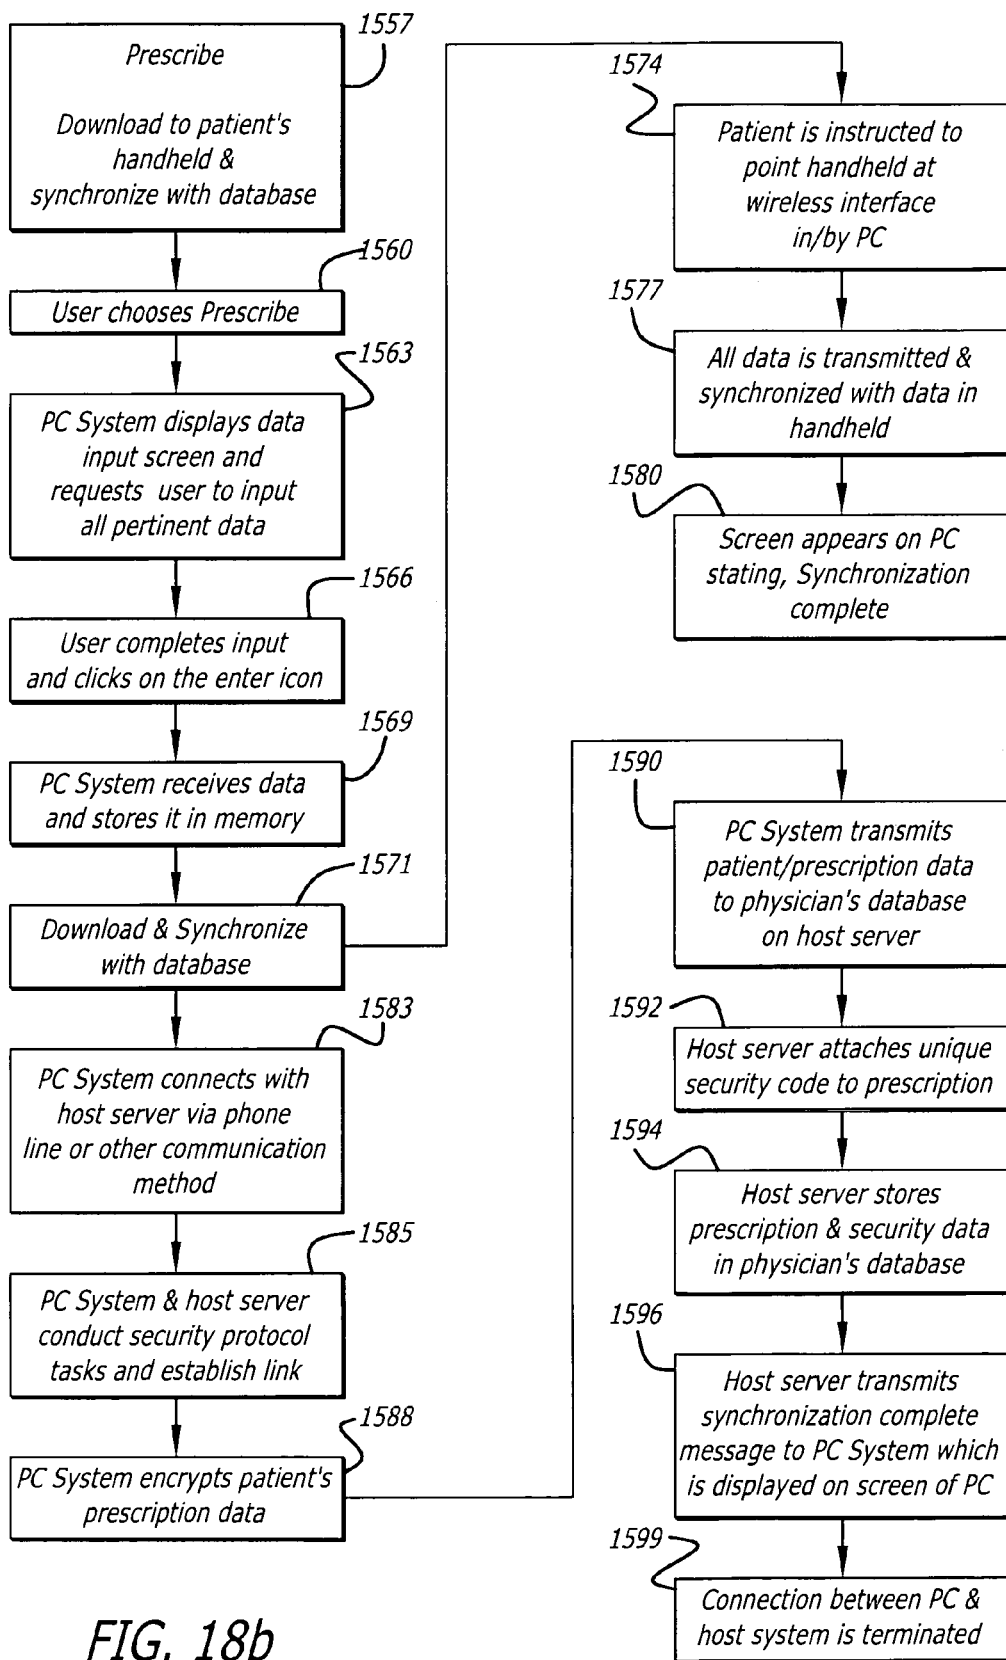 1557
Prescribe
Download to patient's
handheld &
synchronize with database
1560
User chooses Prescribe
1563
PC System displays data
input screen and
requests user to input
all pertinent data
1566
User completes input
and clicks on the enter icon
1569
PC System receives data
and stores it in memory
1571
Download & Synchronize
with database
1583
PC System connects with
host server via phone
line or other communication
method
1585
PC System & host server
conduct security protocol
tasks and establish link
1588
PC System encrypts patient's
prescription data
1574
Patient is instructed to
point handheld at
wireless interface
in/by PC
1577
All data is transmitted &
synchronized with data in
handheld
1580
Screen appears on PC
stating, Synchronization
complete
1590
PC System transmits
patient/prescription data
to physician's database
on host server
1592
Host server attaches unique
security code to prescription
1594
Host server stores
prescription & security data
in physician's database
1596
Host server transmits
synchronization complete
message to PC System which
is displayed on screen of PC
1599
Connection between PC &
host system is terminated
FIG. 18b